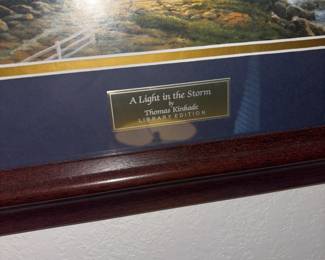 A Light in the Storm
by
Thomas Kinkade
LIBRARY EDITION